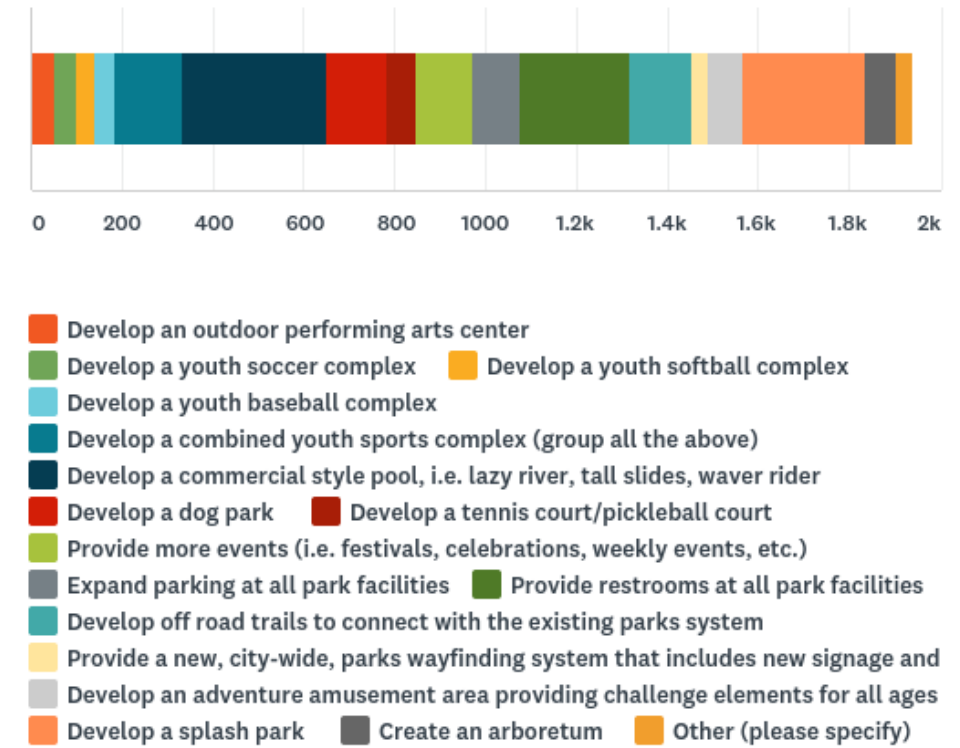 0 200 400 600 800 1000 1.2k 1.4k 1.6k 1.8k 2k
Develop an outdoor performing arts center
Develop a youth soccer complex Develop a youth softball complex
Develop a youth baseball complex
Develop a combined youth sports complex (group all the above)
Develop a commercial style pool, i.e. lazy river, tall slides, waver rider
Develop a dog park Develop a tennis court/pickleball court
Provide more events (i.e. festivals, celebrations, weekly events, etc.)
Expand parking at all park facilities Provide restrooms at all park facilities
Develop off road trails to connect with the existing parks system
Provide a new, city-wide, parks wayfinding system that includes new signage and
Develop an adventure amusement area providing challenge elements for all ages
Develop a splash park Create an arboretum Other (please specify)